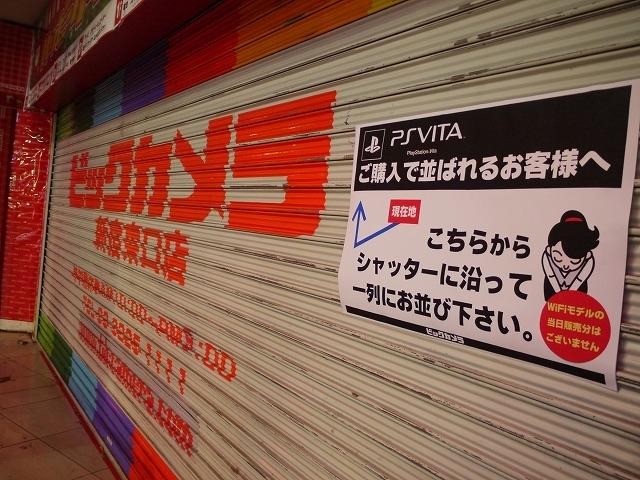 ビックカメラ
新宿東口店
PSVITA
PlayStation Vita
ご購入で並ばれるお客様へ
現在地
こちらから
シャッターに沿って
一列にお並び下さい。
WiFiモデルの
当日販売分は
ございません
ビックカメラ